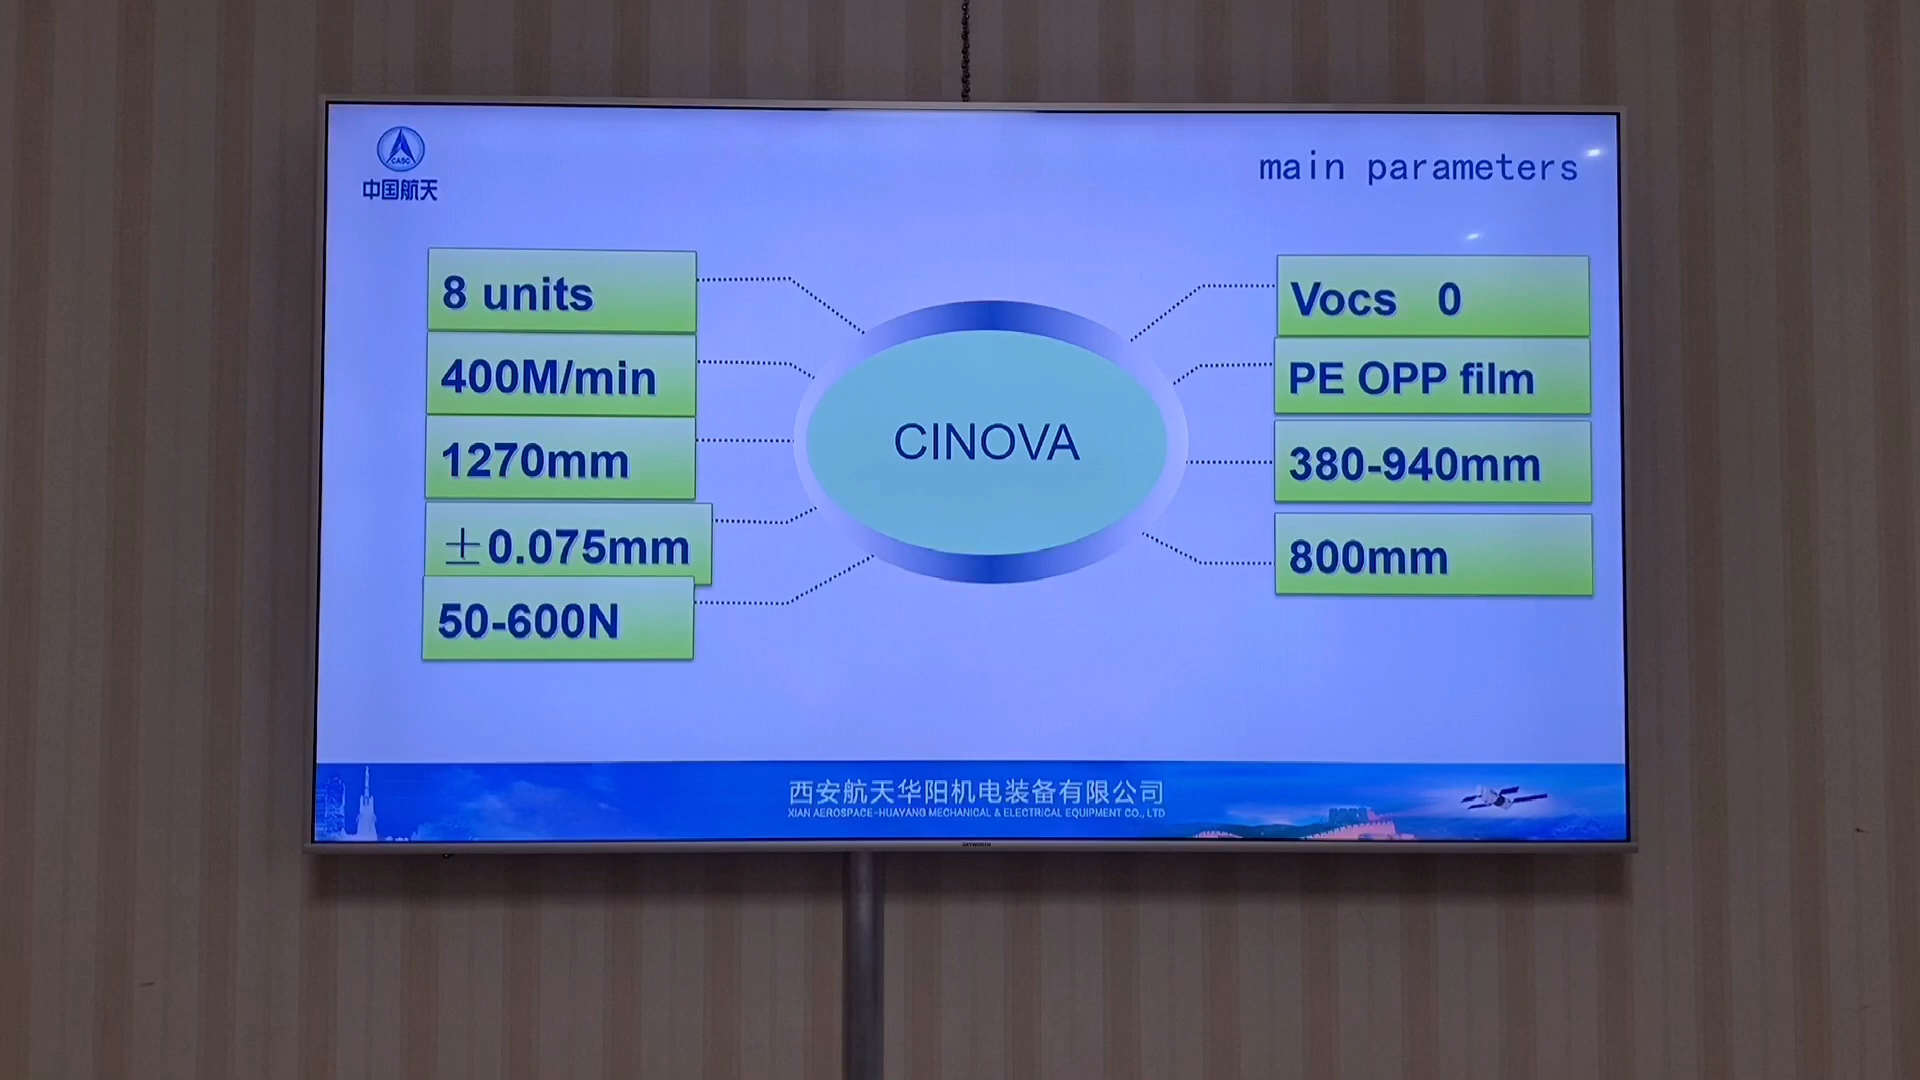 CASC
中国航天
main parameters
8 units
400M/min
1270mm
±0.075mm
50-600N
CINOVA
Vocs 0
PE OPP film
380-940mm
800mm
西安航天华阳机电装备有限公司
XIAN AEROSPACE-HUAYANG MECHANICAL & ELECTRICAL EQUIPMENT CO., LTD
SKYWORTH